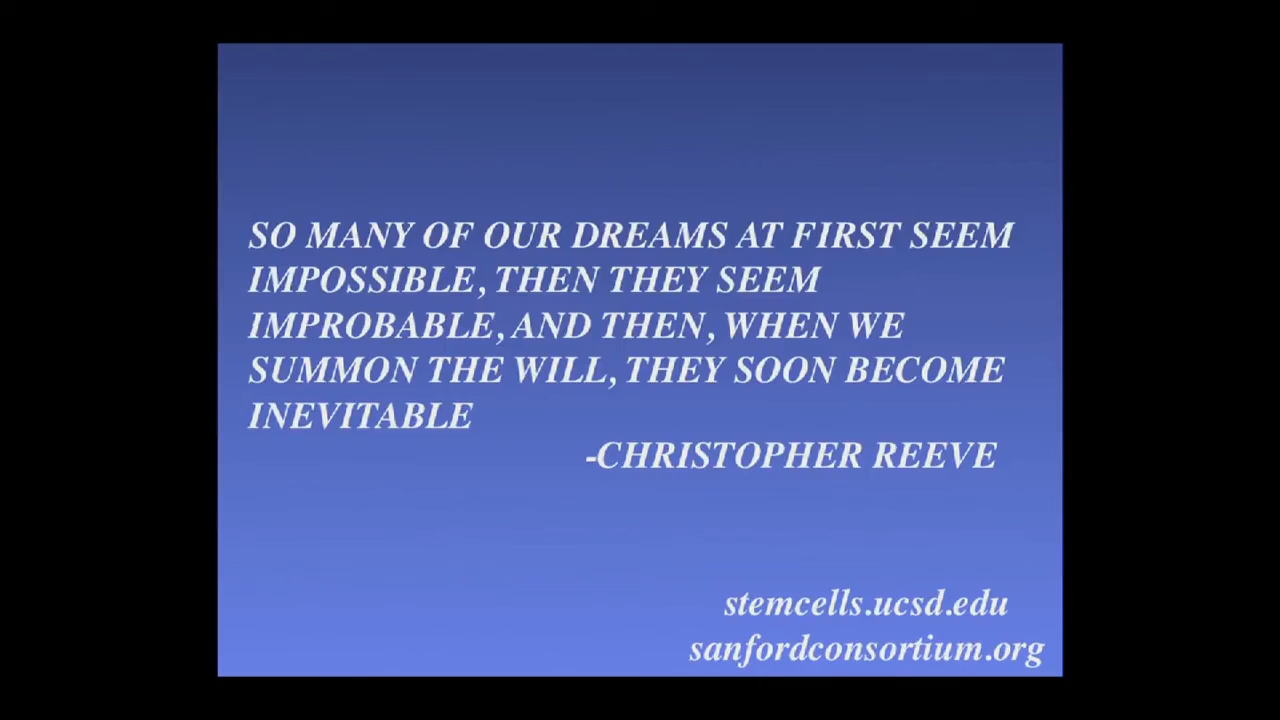 SO MANY OF OUR DREAMS AT FIRST SEEM
IMPOSSIBLE, THEN THEY SEEM
IMPROBABLE, AND THEN, WHEN WE
SUMMON THE WILL, THEY SOON BECOME
INEVITABLE
-CHRISTOPHER REEVE
stemcells.ucsd.edu
sanfordconsortium.org